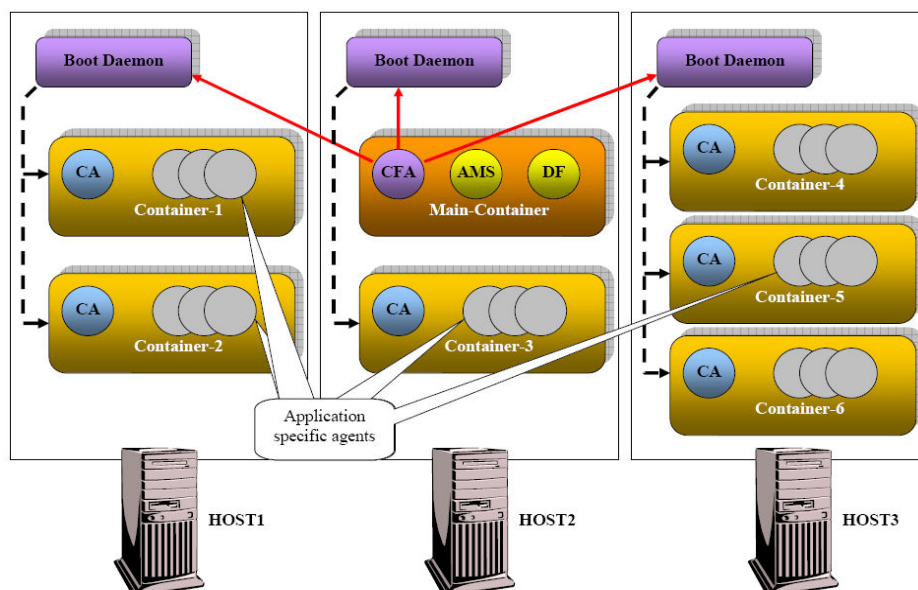 Boot Daemon
Boot Daemon
Boot Daemon
CA
Container-1
CFA
AMS
DF
Main-Container
CA
Container-4
CA
Container-2
CA
Container-3
CA
Container-5
CA
Container-6
Application
specific agents
HOST1
HOST2
HOST3